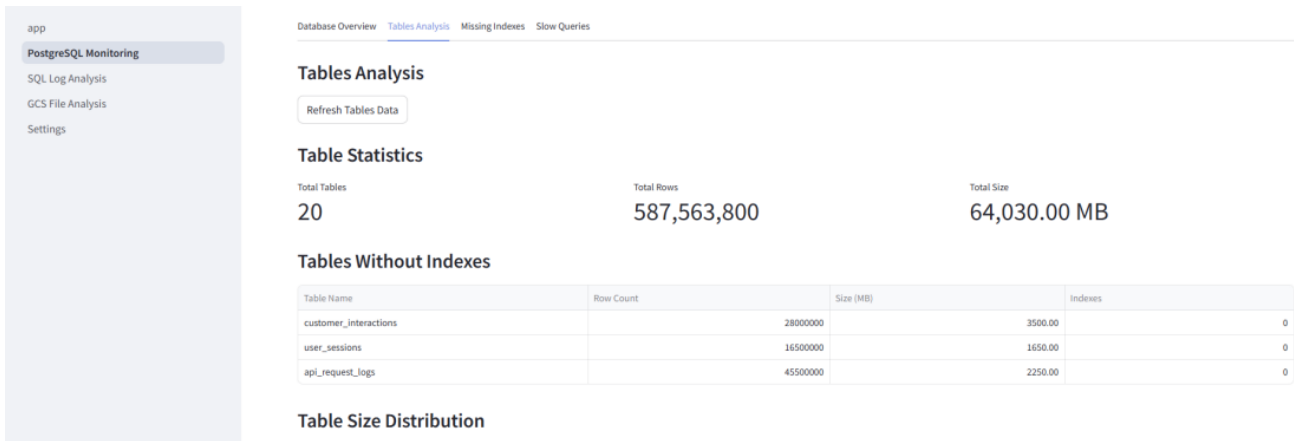 app
PostgreSQL Monitoring
SQL Log Analysis
GCS File Analysis
Settings
Database Overview Tables Analysis Missing Indexes Slow Queries
Tables Analysis
Refresh Tables Data
Table Statistics
Total Tables Total Rows Total Size
20 587,563,800 64,030.00 MB
Tables Without Indexes
Table Name Row Count Size (MB) Indexes
customer_interactions 28000000 3500.00 0
user_sessions 16500000 1650.00 0
api_request_logs 45500000 2250.00 0
Table Size Distribution